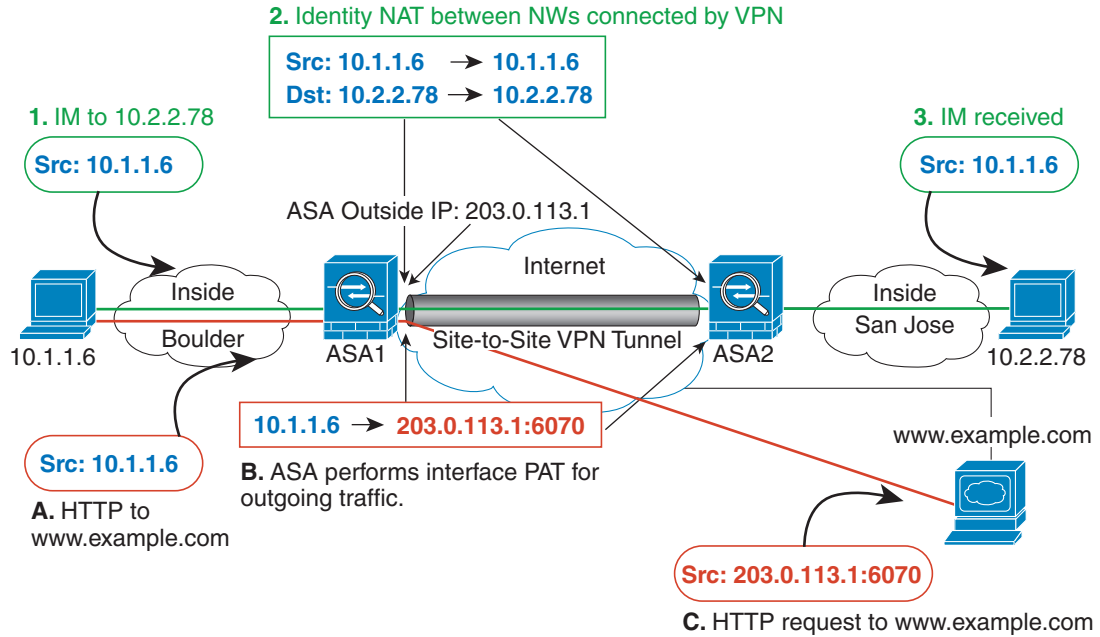 2. Identity NAT between NWs connected by VPN
Src: 10.1.1.6 → 10.1.1.6
Dst: 10.2.2.78 → 10.2.2.78
1. IM to 10.2.2.78
Src: 10.1.1.6
3. IM received
Src: 10.1.1.6
ASA Outside IP: 203.0.113.1
Internet
Inside
Boulder
Inside
San Jose
10.1.1.6
ASA1
Site-to-Site VPN Tunnel
ASA2
10.2.2.78
10.1.1.6 → 203.0.113.1:6070
B. ASA performs interface PAT for
outgoing traffic.
Src: 10.1.1.6
A. HTTP to
www.example.com
www.example.com
Src: 203.0.113.1:6070
C. HTTP request to www.example.com